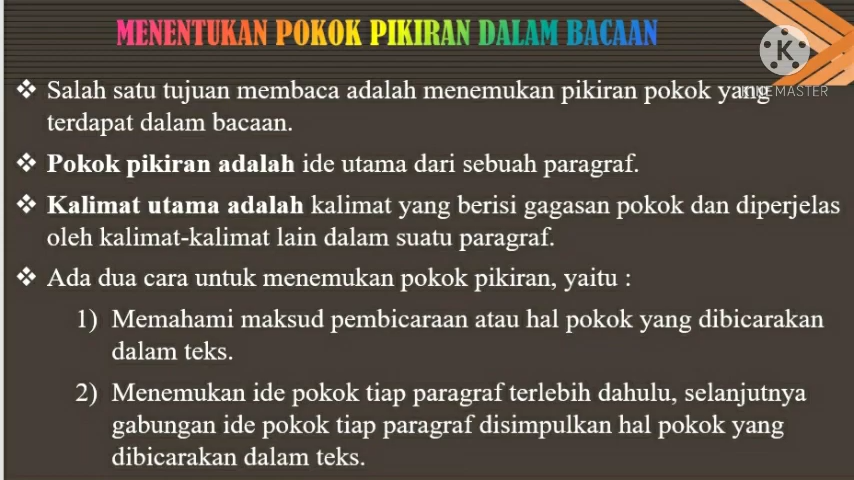 MENENTUKAN POKOK PIKIRAN DALAM BACAAN
K
KINEMASTER
❖ Salah satu tujuan membaca adalah menemukan pikiran pokok yang
terdapat dalam bacaan.
❖ Pokok pikiran adalah ide utama dari sebuah paragraf.
❖ Kalimat utama adalah kalimat yang berisi gagasan pokok dan diperjelas
oleh kalimat-kalimat lain dalam suatu paragraf.
❖ Ada dua cara untuk menemukan pokok pikiran, yaitu :
1) Memahami maksud pembicaraan atau hal pokok yang dibicarakan
dalam teks.
2) Menemukan ide pokok tiap paragraf terlebih dahulu, selanjutnya
gabungan ide pokok tiap paragraf disimpulkan hal pokok yang
dibicarakan dalam teks.